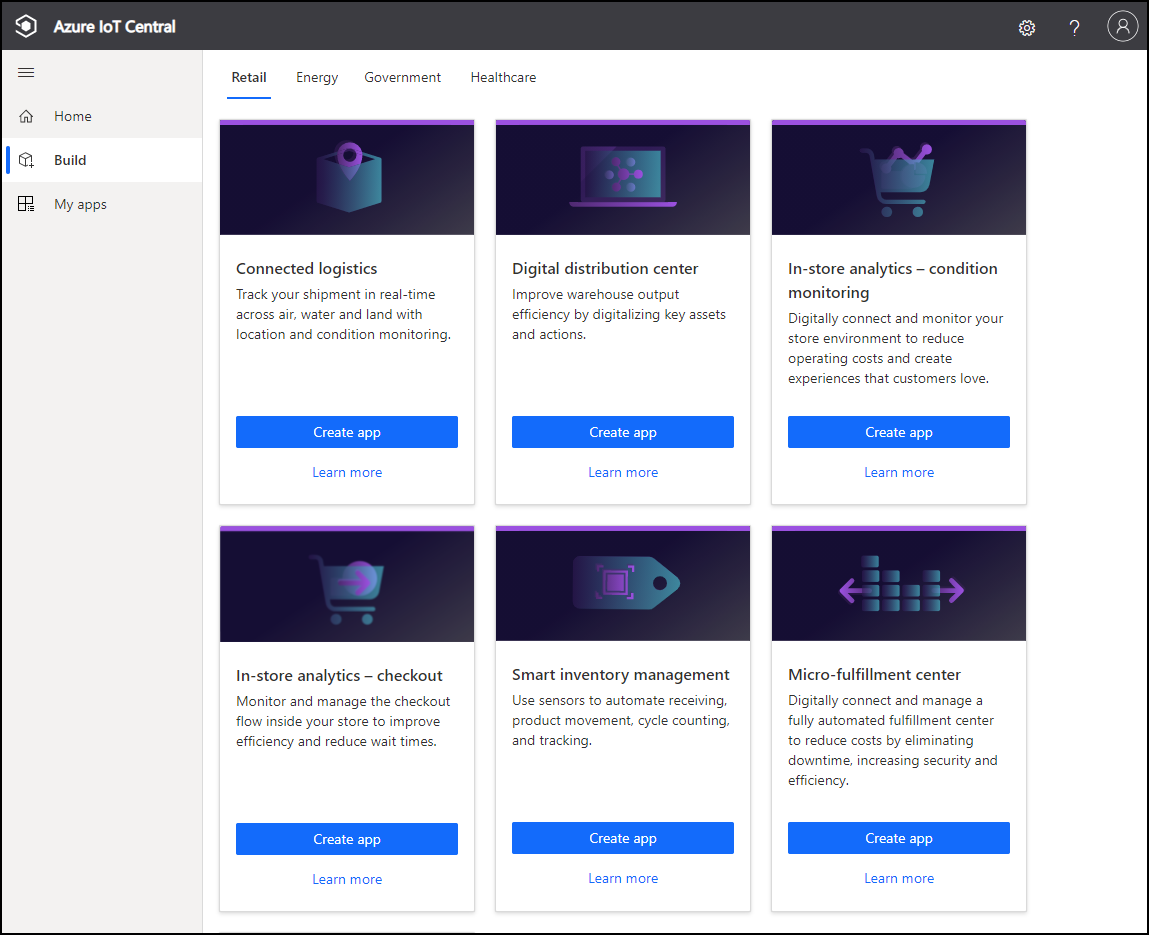 Azure IoT Central
?
Home
Build
My apps
Retail Energy Government Healthcare
Connected logistics
Track your shipment in real-time
across air, water and land with
location and condition monitoring.
Create app
Learn more
Digital distribution center
Improve warehouse output
efficiency by digitalizing key assets
and actions.
Create app
Learn more
In-store analytics – condition
monitoring
Digitally connect and monitor your
store environment to reduce
operating costs and create
experiences that customers love.
Create app
Learn more
In-store analytics – checkout
Monitor and manage the checkout
flow inside your store to improve
efficiency and reduce wait times.
Create app
Learn more
Smart inventory management
Use sensors to automate receiving,
product movement, cycle counting,
and tracking.
Create app
Learn more
Micro-fulfillment center
Digitally connect and manage a
fully automated fulfillment center
to reduce costs by eliminating
downtime, increasing security and
efficiency.
Create app
Learn more